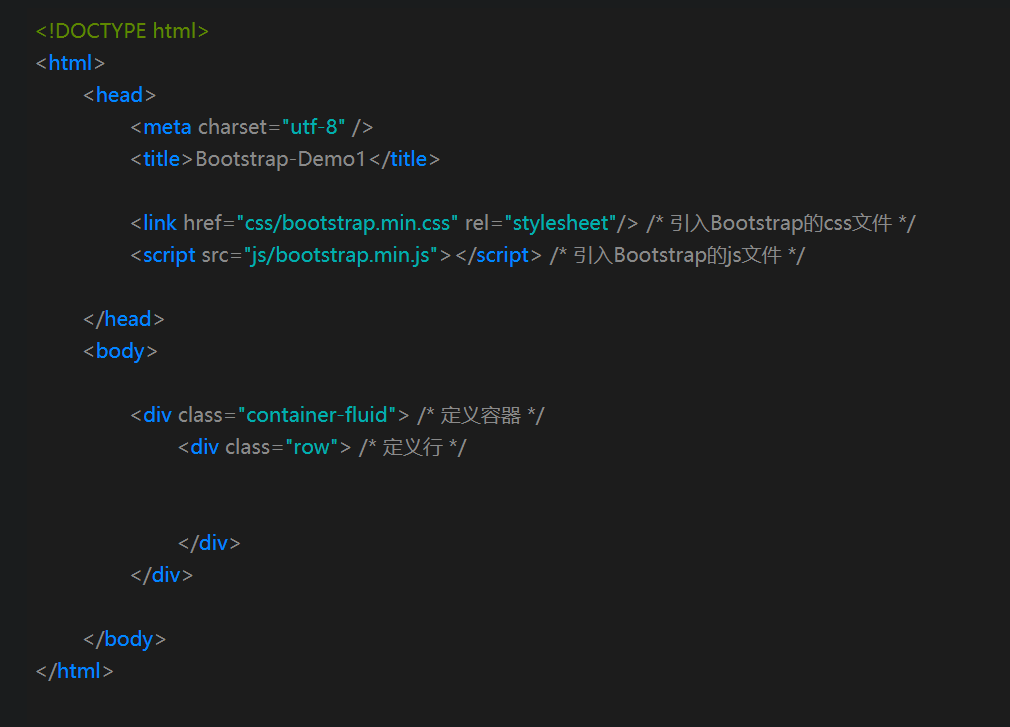 <!DOCTYPE html>
<html>
<head>
<meta charset="utf-8" />
<title>Bootstrap-Demo1</title>
<link href="css/bootstrap.min.css" rel="stylesheet"/> /* 引入Bootstrap的css文件 */
<script src="js/bootstrap.min.js"></script> /* 引入Bootstrap的js文件 */
</head>
<body>
<div class="container-fluid"> /* 定义容器 */
<div class="row"> /* 定义行 */
</div>
</div>
</body>
</html>